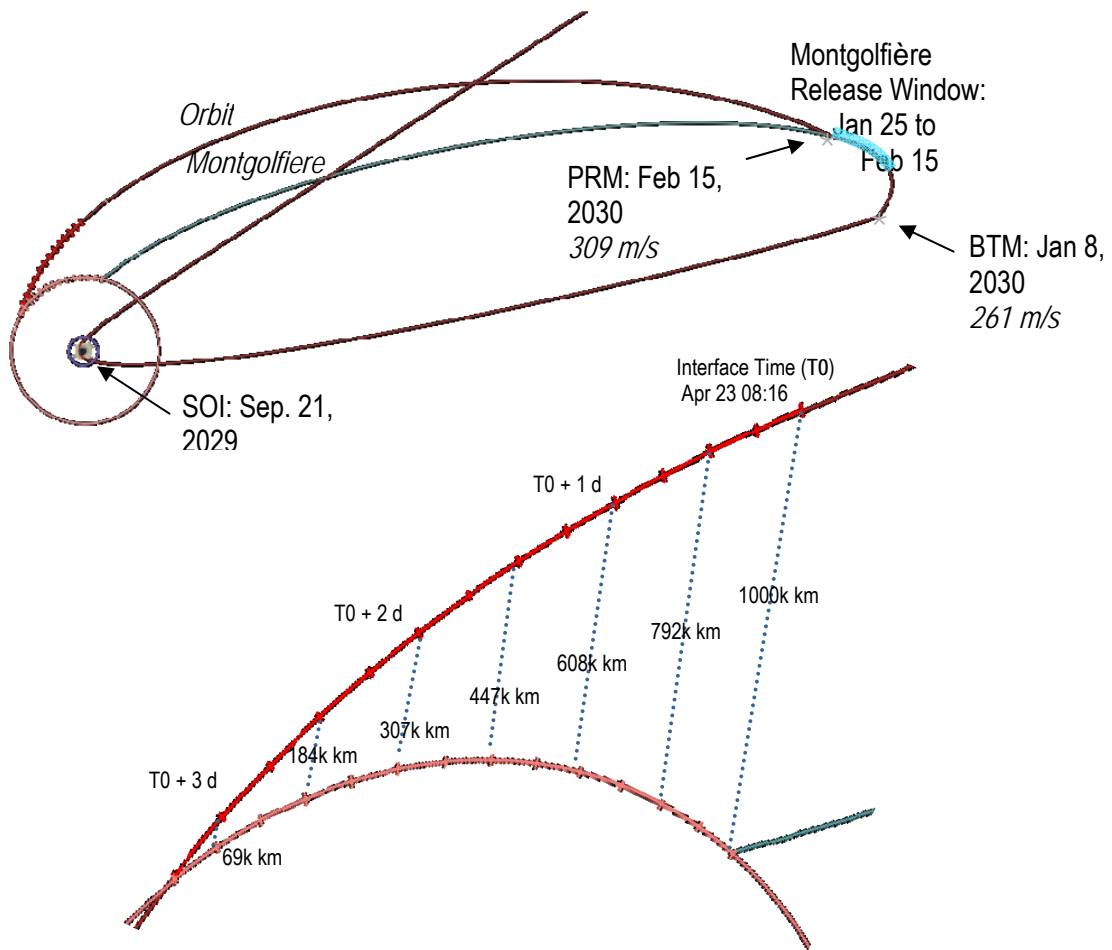 Montgolfière
Release Window:
Jan 25 to
Feb 15
Orbit
Montgolfiere
PRM: Feb 15,
2030
309 m/s
BTM: Jan 8,
2030
261 m/s
SOI: Sep. 21,
2029
Interface Time (T0)
Apr 23 08:16
T0 + 1 d
1000k km
792k km
T0 + 2 d
608k km
447k km
307k km
184k km
T0 + 3 d
69k km